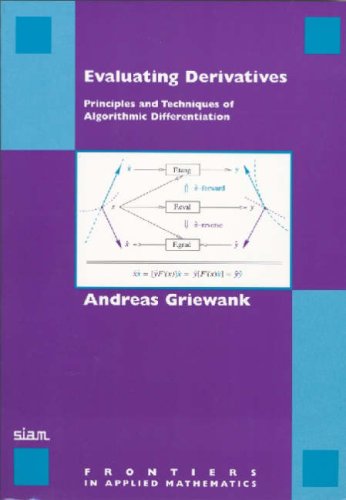 Evaluating Derivatives
Principles and Techniques of
Algorithmic Differentiation
Ftang
forward
x
Feval
y
reverse
Fgrad
Andreas Griewank
siam
FRONTIERS
IN APPLIED MATHEMATICS